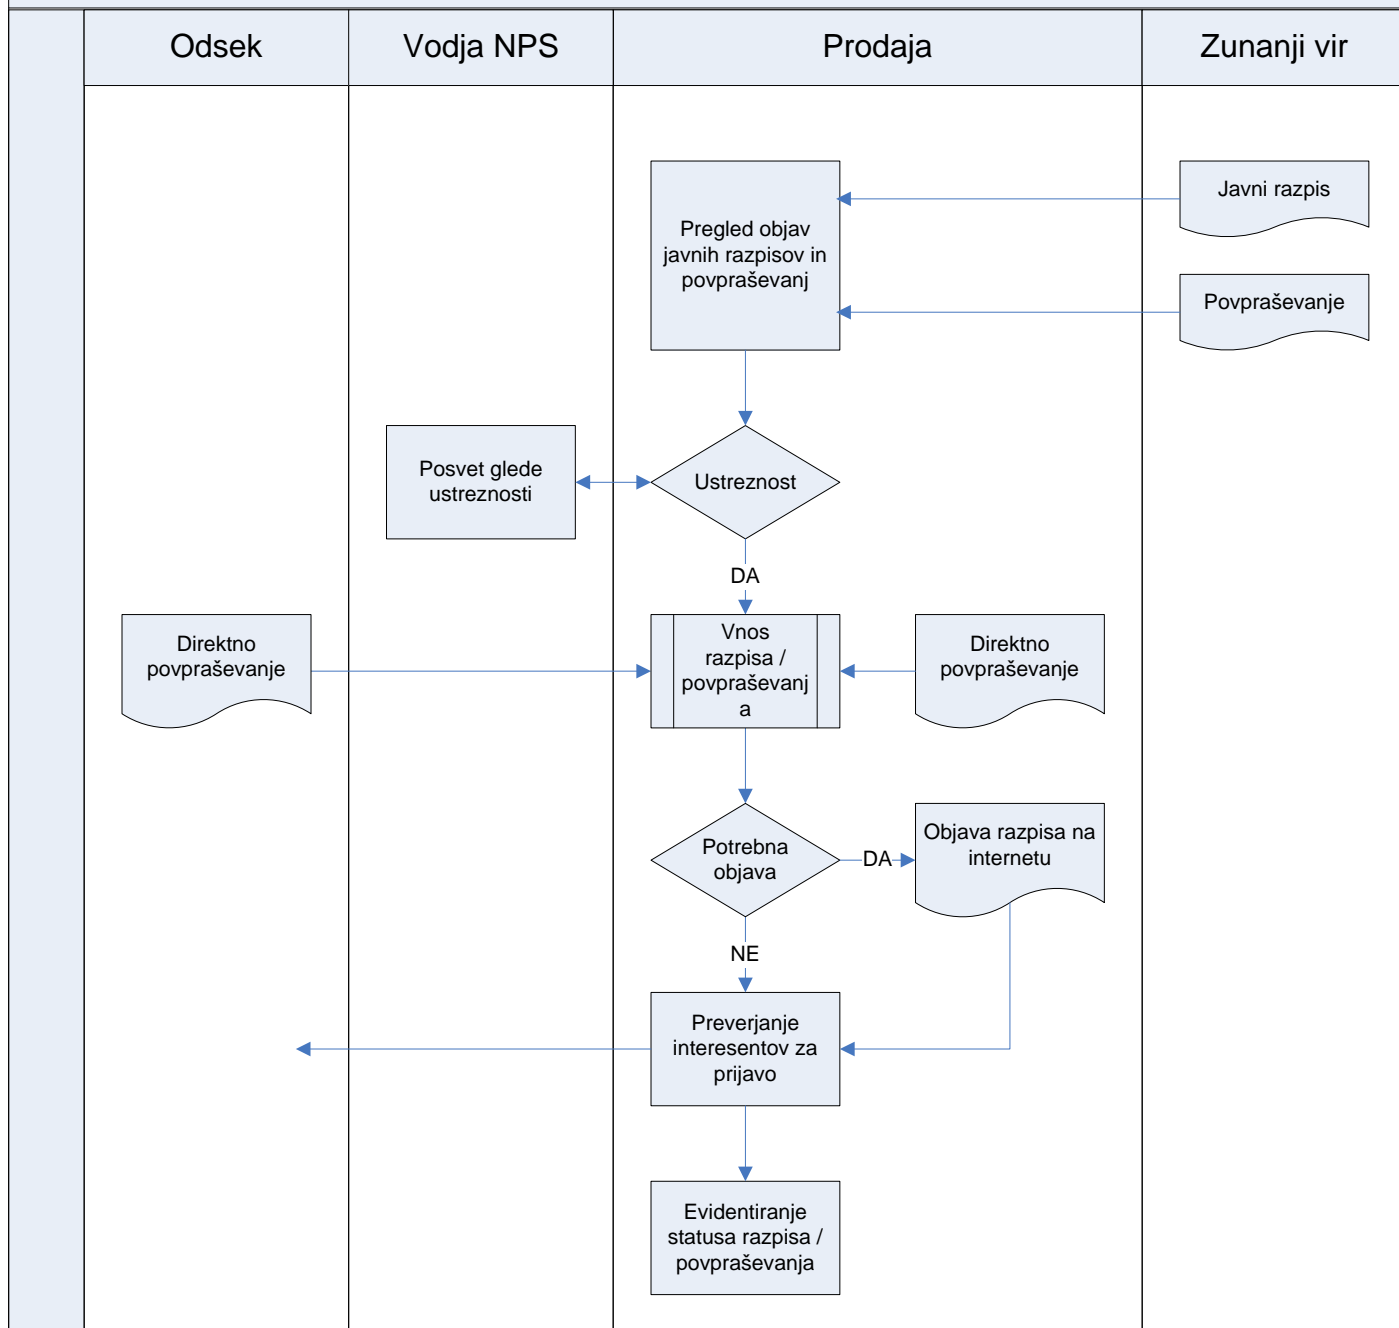 Odsek
Vodja NPS
Prodaja
Zunanji vir
Javni razpis
Pregled objav
javnih razpisov in
povpraševanj
Povpraševanje
Posvet glede
ustreznosti
Ustreznost
DA
Direktno
povpraševanje
Vnos
razpisa /
povpraševanj
a
Direktno
povpraševanje
Potrebna
objava
DA
Objava razpisa na
internetu
NE
Preverjanje
interesentov za
prijavo
Evidentiranje
statusa razpisa /
povpraševanja